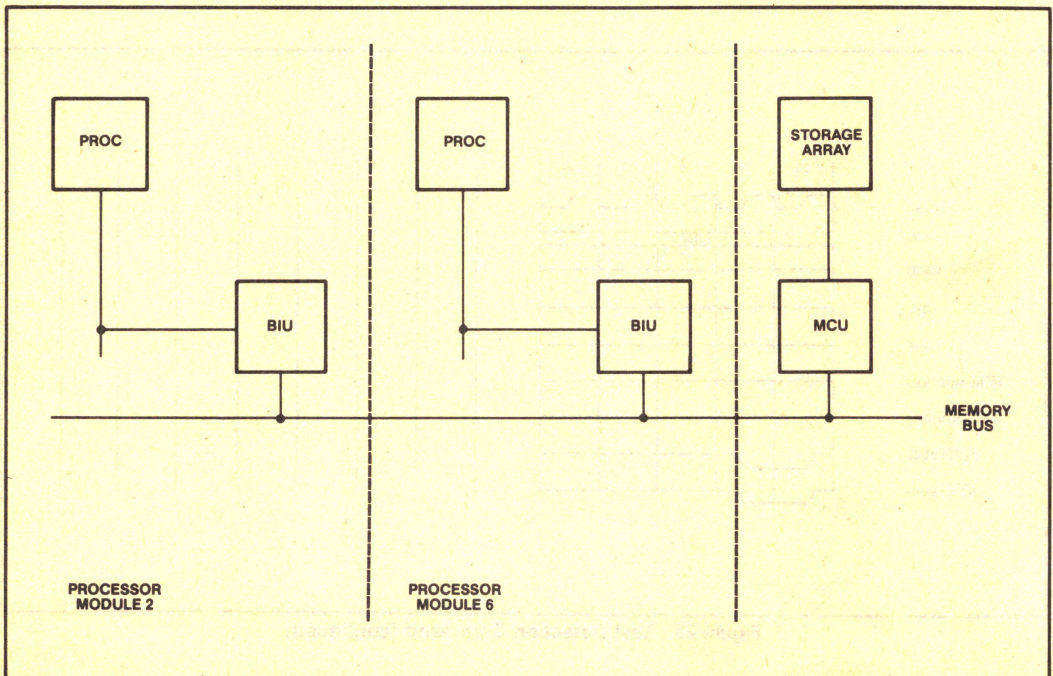 PROC
PROC
STORAGE
ARRAY
BIU
BIU
MCU
MEMORY
BUS
PROCESSOR
MODULE 2
PROCESSOR
MODULE 6